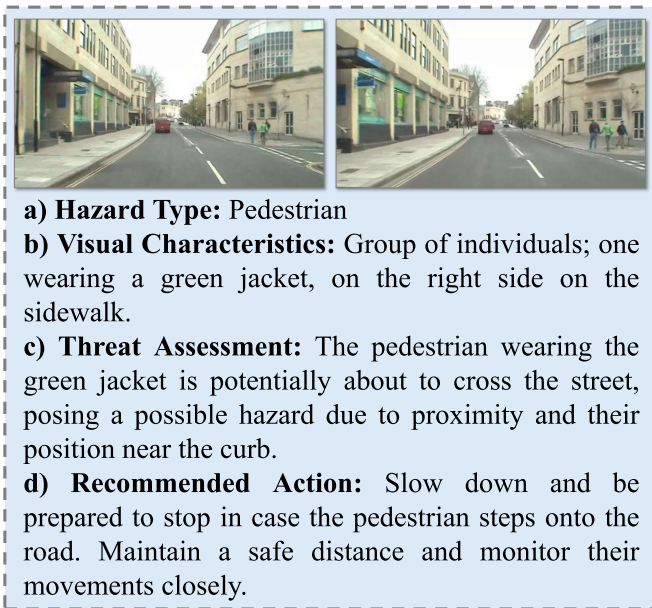 a) Hazard Type: Pedestrian
b) Visual Characteristics: Group of individuals; one
wearing a green jacket, on the right side on the
sidewalk.
c) Threat Assessment: The pedestrian wearing the
green jacket is potentially about to cross the street,
posing a possible hazard due to proximity and their
position near the curb.
d) Recommended Action: Slow down and be
prepared to stop in case the pedestrian steps onto the
road. Maintain a safe distance and monitor their
movements closely.